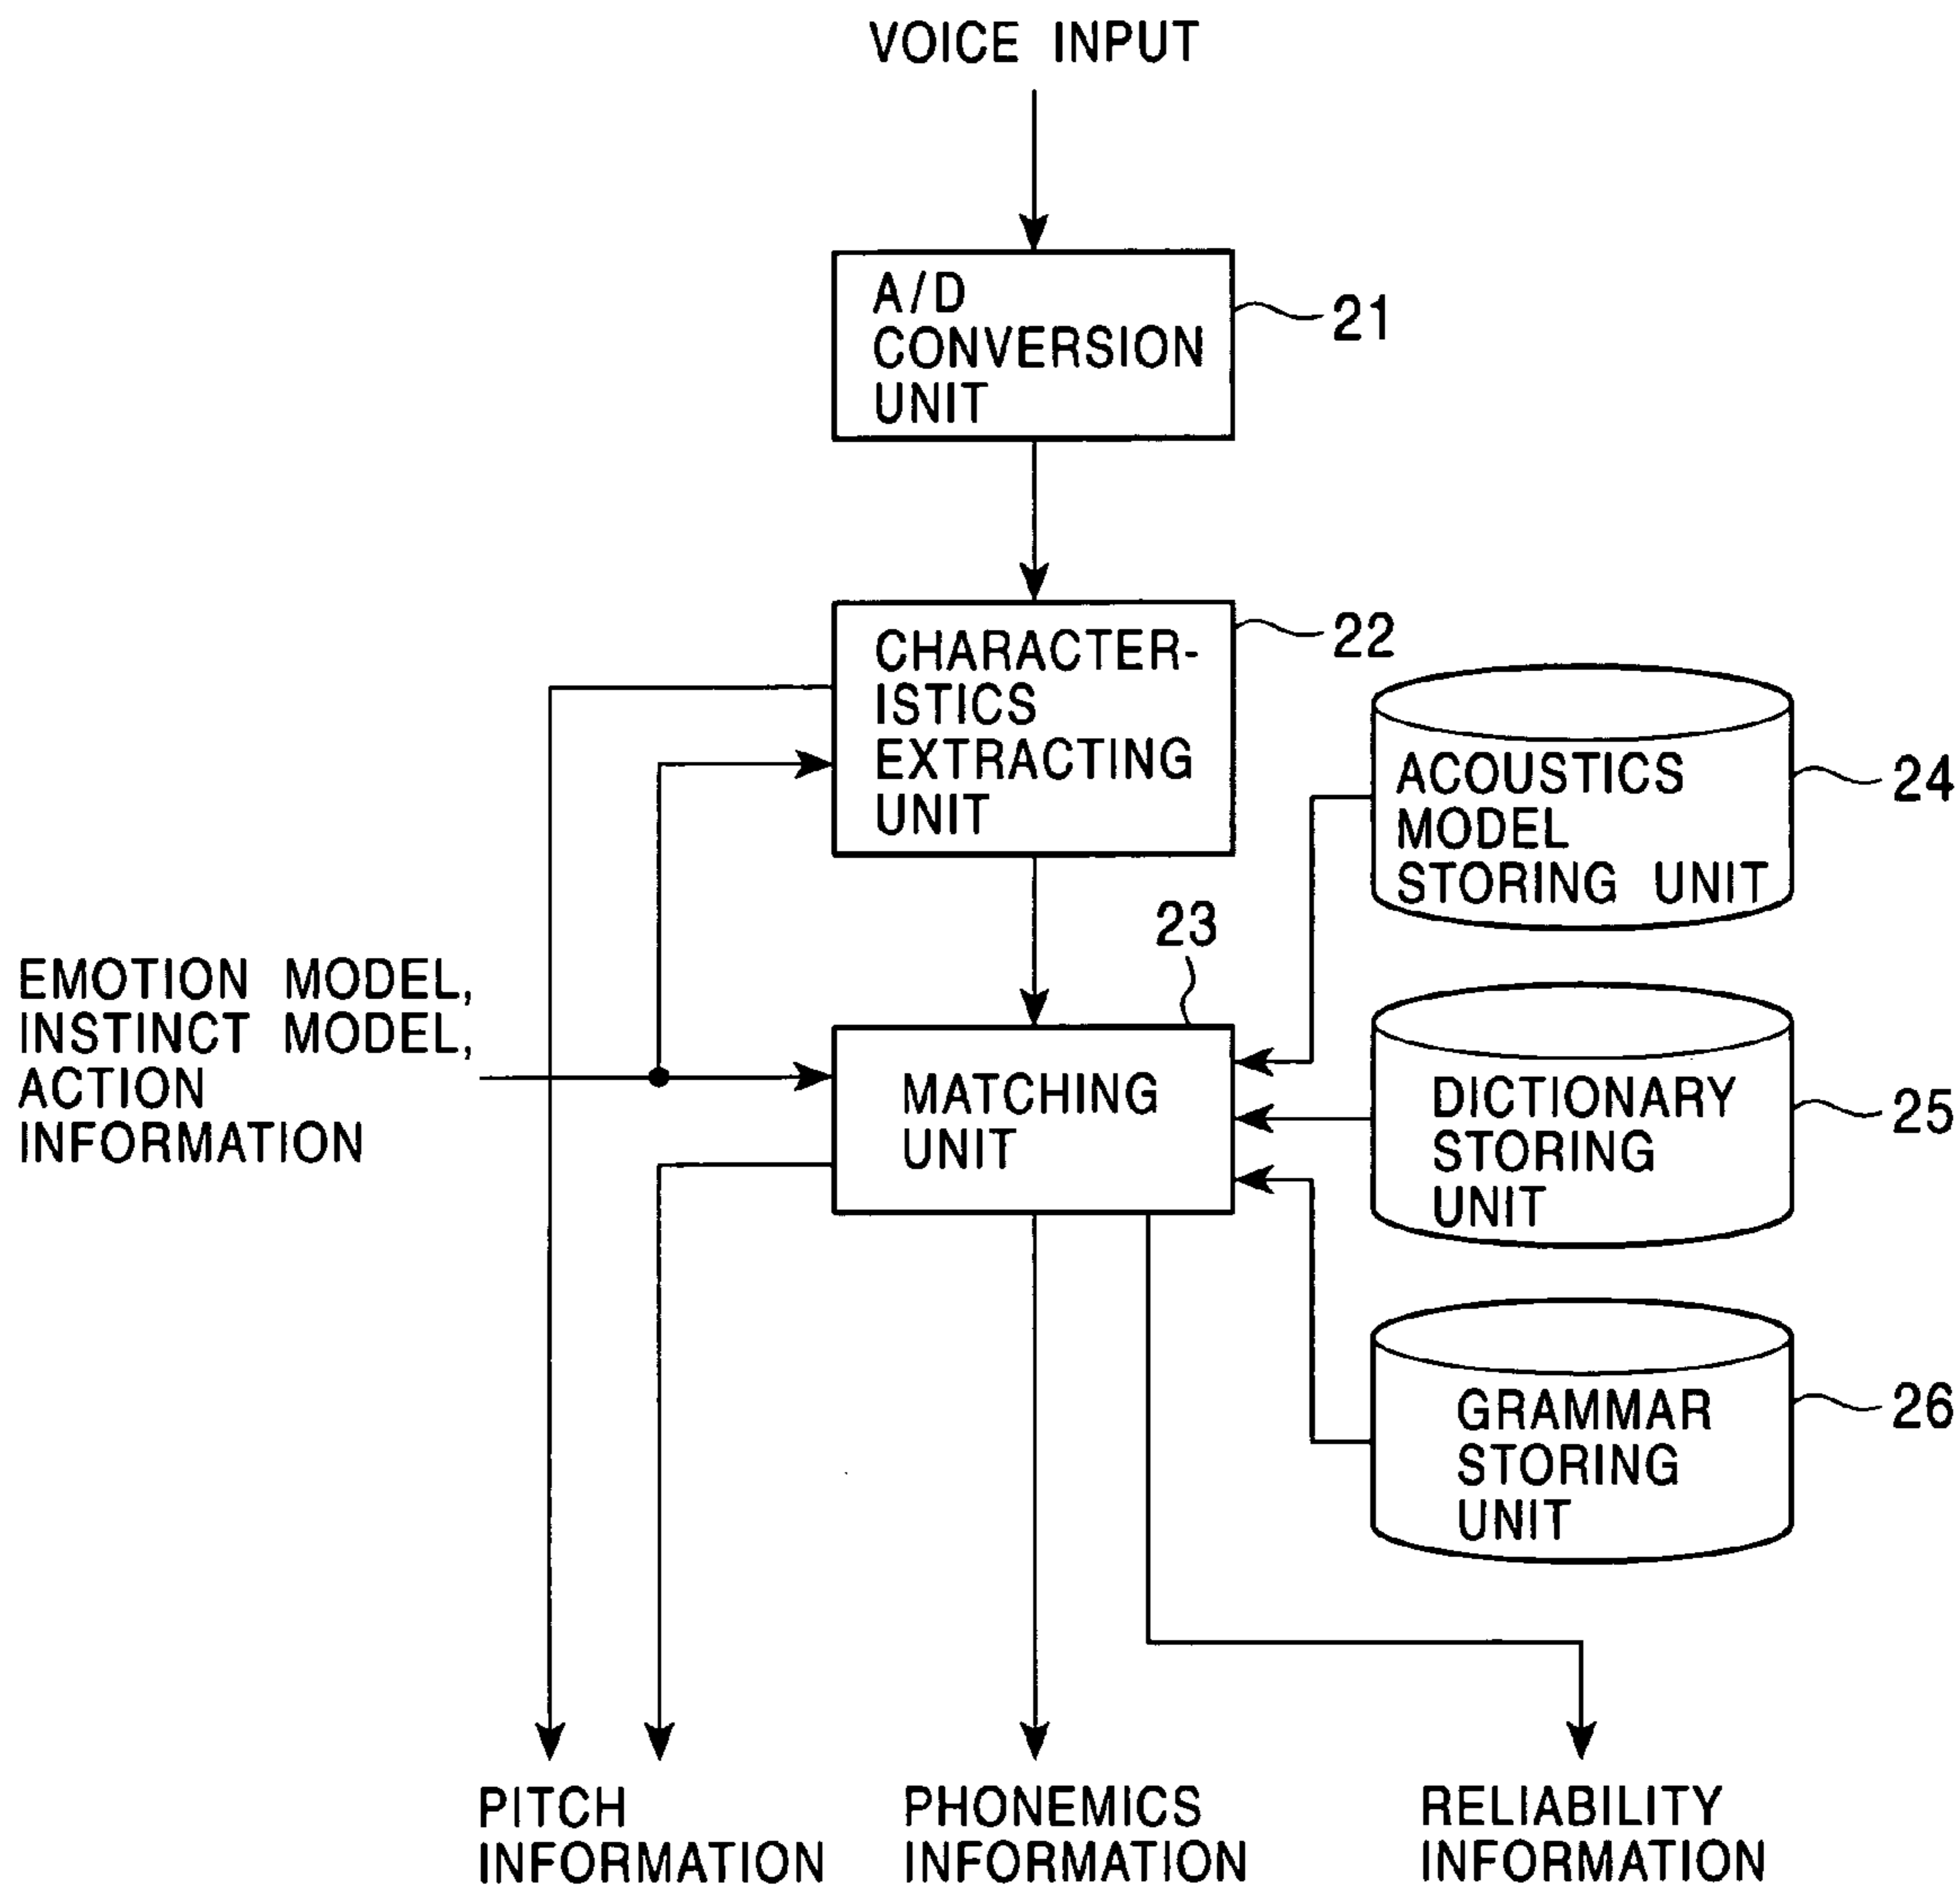 VOICE INPUT
A/D
CONVERSION
UNIT
21
CHARACTER-
ISTICS
EXTRACTING
UNIT
22
ACOUSTICS
MODEL
STORING UNIT
24
23
EMOTION MODEL,
INSTINCT MODEL,
ACTION
INFORMATION
MATCHING
UNIT
DICTIONARY
STORING
UNIT
25
GRAMMAR
STORING
UNIT
26
PITCH
INFORMATION
PHONEMICS
INFORMATION
RELIABILITY
INFORMATION